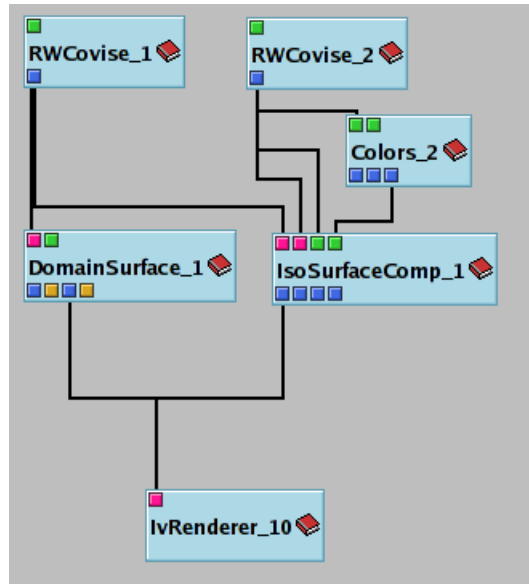 RWCovise_1
RWCovise_2
Colors_2
DomainSurface_1
IsoSurfaceComp_1
IvRenderer_10